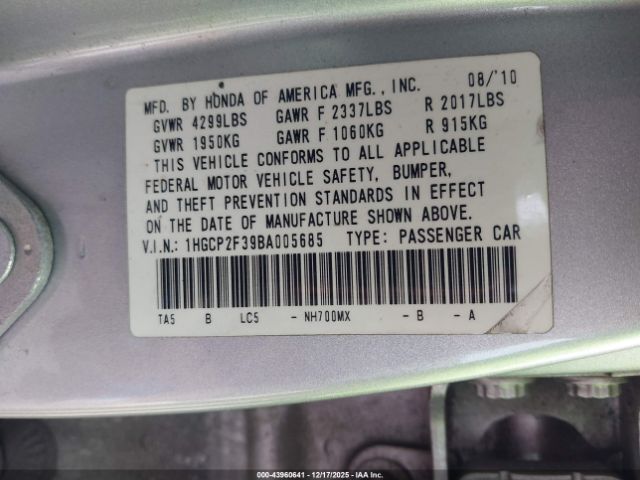 MFD. BY HONDA OF AMERICA MFG., INC. 08/'10
GVWR 4299LBS GAWR F 2337LBS R 2017LBS
GVWR 1950KG GAWR F 1060KG R 915KG
THIS VEHICLE CONFORMS TO ALL APPLICABLE
FEDERAL MOTOR VEHICLE SAFETY, BUMPER,
AND THEFT PREVENTION STANDARDS IN EFFECT
ON THE DATE OF MANUFACTURE SHOWN ABOVE.
V.I.N.: 1HGCP2F39BA005685 TYPE: PASSENGER CAR
TA5 B LC5 - NH700MX - B - A
00-43960641 - 12/17/2025 - IAA Inc.